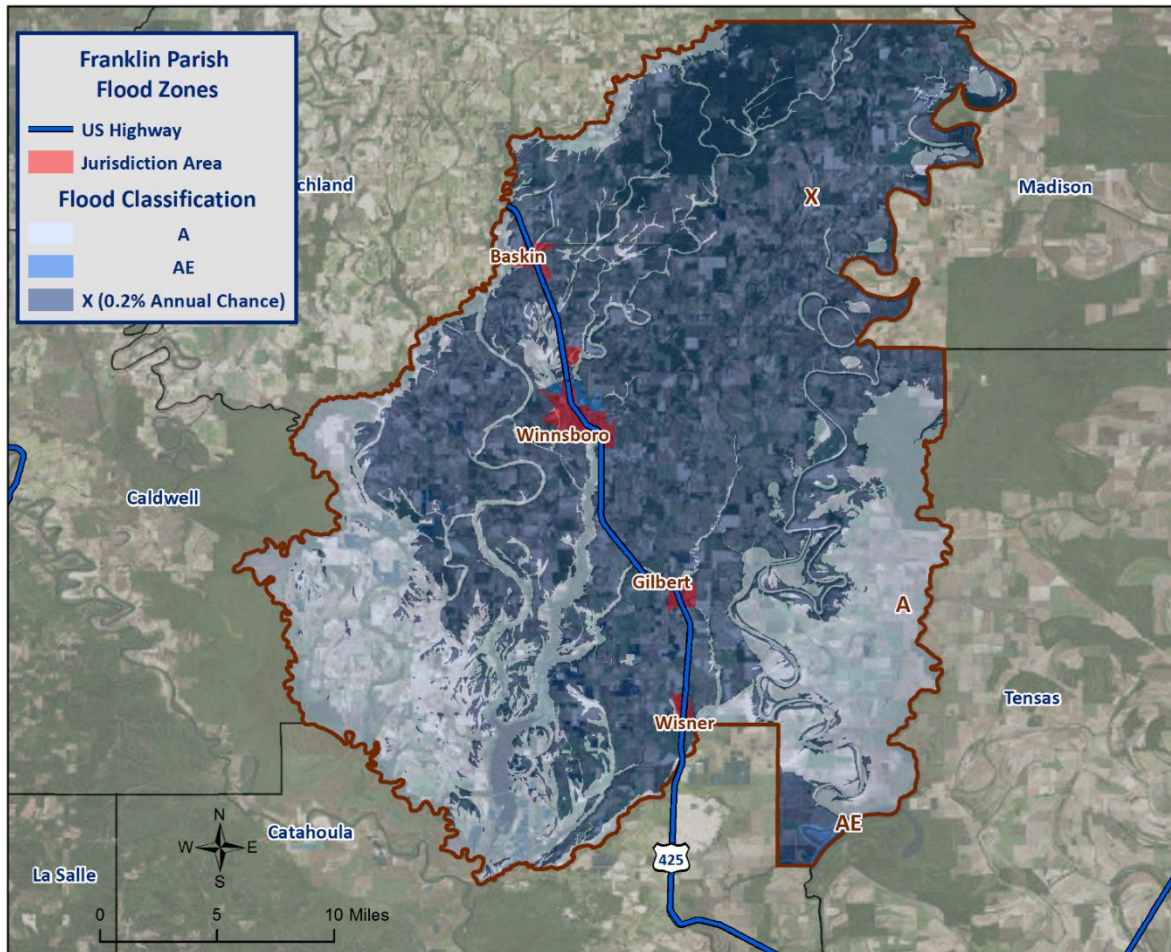 Franklin Parish
Flood Zones
US Highway
Jurisdiction Area
Flood Classification
A
AE
X (0.2% Annual Chance)
chland
Madison
X
Baskin
Winnsboro
Caldwell
Gilbert
A
Tensas
Wisner
AE
Catahoula
La Salle
N
W
E
S
425
0
5
10 Miles